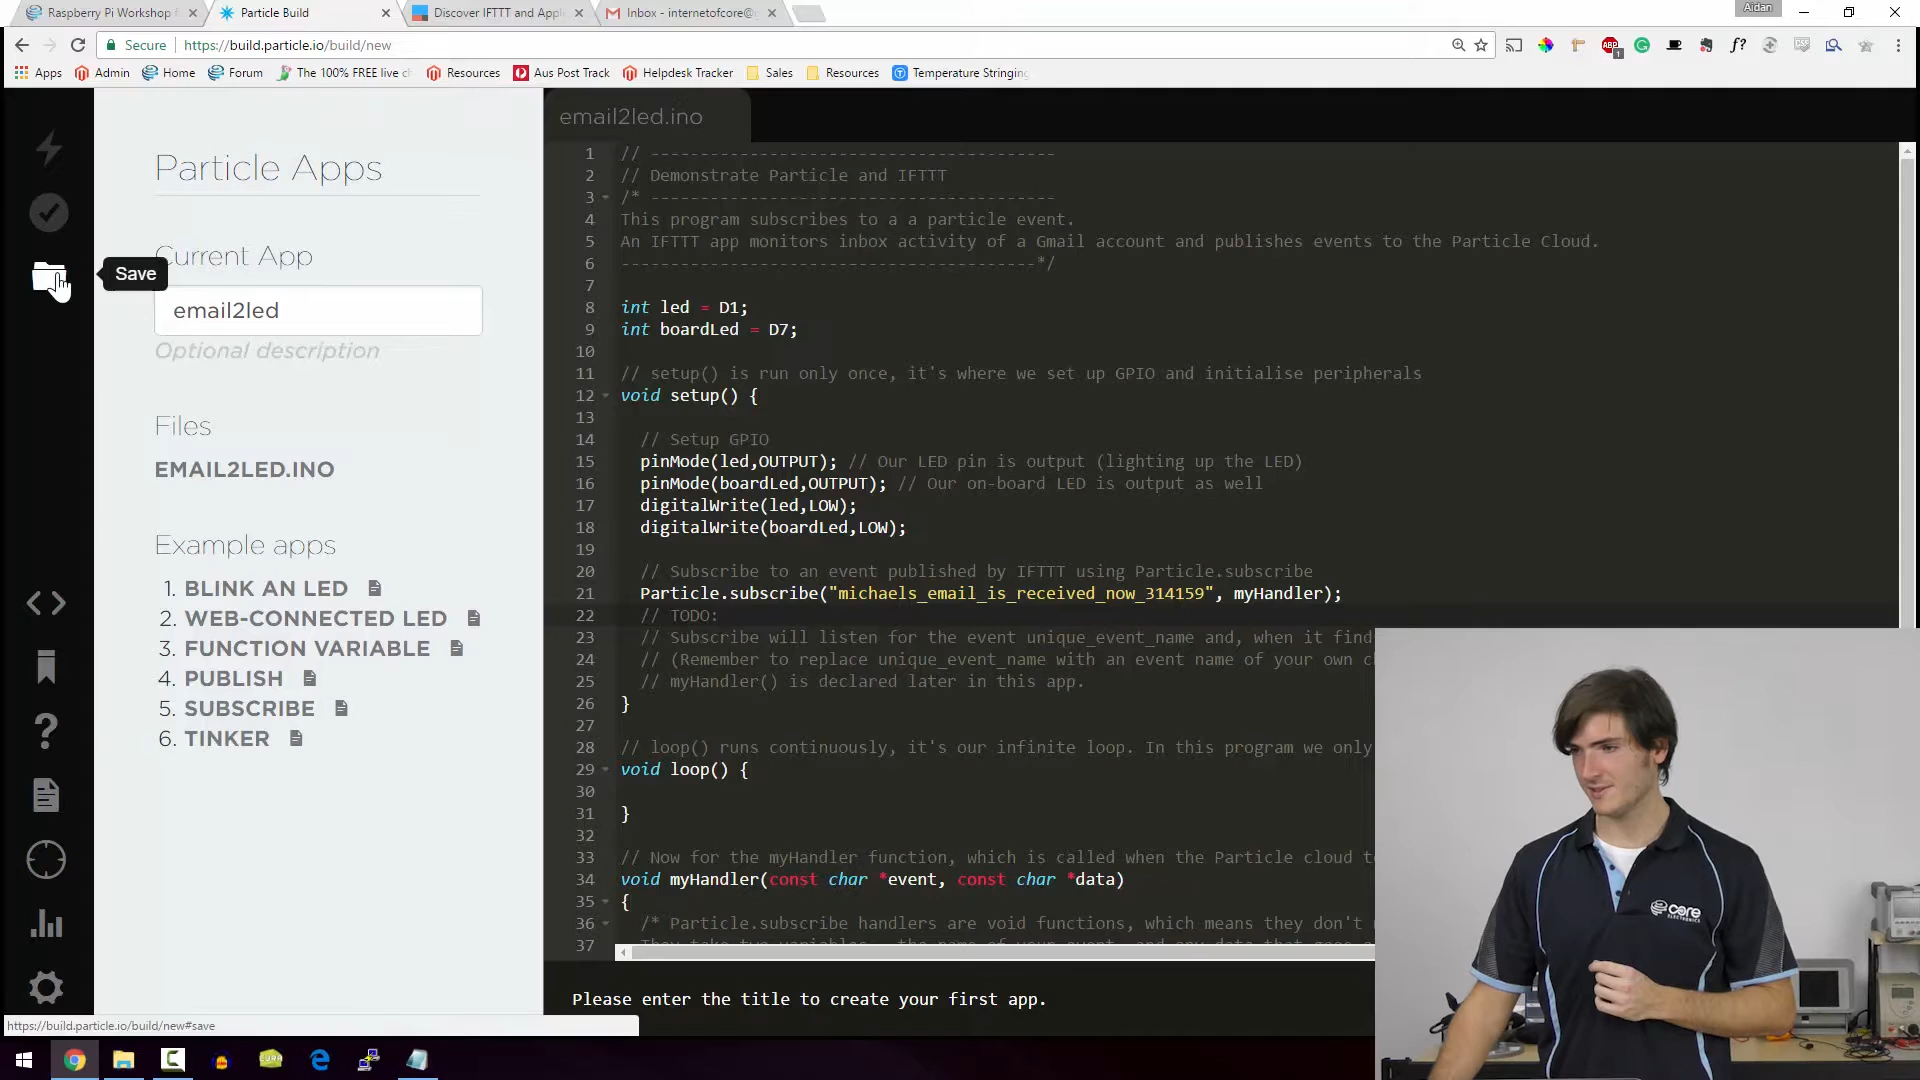 Raspberry Pi Workshop f
Particle Build
Discover IFTTT and Apple
Inbox - internetofcore@g
Aidan
Secure
https://build.particle.io/build/new
Apps
Admin
Home
Forum
The 100% FREE live ch
Resources
Aus Post Track
Helpdesk Tracker
Sales
Resources
Temperature Stringing
Particle Apps
Save
Current App
email2led
Optional description
Files
EMAIL2LED.INO
Example apps
1. BLINK AN LED
2. WEB-CONNECTED LED
3. FUNCTION VARIABLE
4. PUBLISH
5. SUBSCRIBE
6. TINKER
https://build.particle.io/build/new#save
email2led.ino
1 // -----------------------------------------
2 // Demonstrate Particle and IFTTT
3 /* -----------------------------------------
4 This program subscribes to a a particle event.
5 An IFTTT app monitors inbox activity of a Gmail account and publishes events to the Particle Cloud.
6 ------------------------------------------*/
7
8 int led = D1;
9 int boardLed = D7;
10
11 // setup() is run only once, it's where we set up GPIO and initialise peripherals
12 void setup() {
13
14 // Setup GPIO
15 pinMode(led,OUTPUT); // Our LED pin is output (lighting up the LED)
16 pinMode(boardLed,OUTPUT); // Our on-board LED is output as well
17 digitalWrite(led,LOW);
18 digitalWrite(boardLed,LOW);
19
20 // Subscribe to an event published by IFTTT using Particle.subscribe
21 Particle.subscribe("michaels_email_is_received_now_314159", myHandler);
22 // TODO:
23 // Subscribe will listen for the event unique_event_name and, when it find
24 // (Remember to replace unique_event_name with an event name of your own c
25 // myHandler() is declared later in this app.
26 }
27
28 // loop() runs continuously, it's our infinite loop. In this program we only
29 void loop() {
30
31 }
32
33 // Now for the myHandler function, which is called when the Particle cloud t
34 void myHandler(const char *event, const char *data)
35 {
36 /* Particle.subscribe handlers are void functions, which means they don't
37
Please enter the title to create your first app.
core
ELECTRONICS